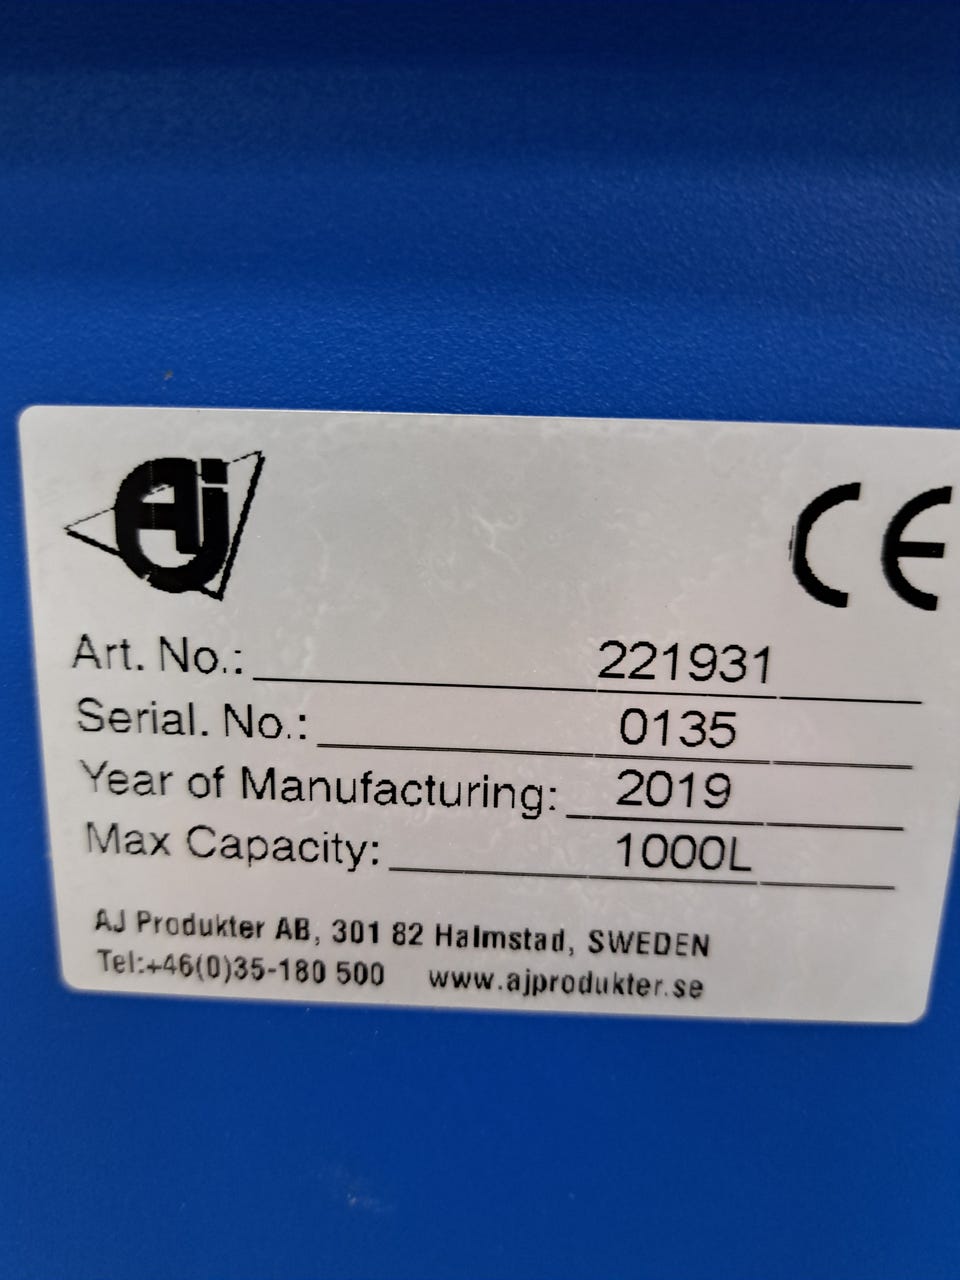 Aj
CE
Art. No.: 221931
Serial. No.: 0135
Year of Manufacturing: 2019
Max Capacity: 1000L
AJ Produkter AB, 301 82 Halmstad, SWEDEN
Tel:+46(0)35-180 500 www.ajprodukter.se